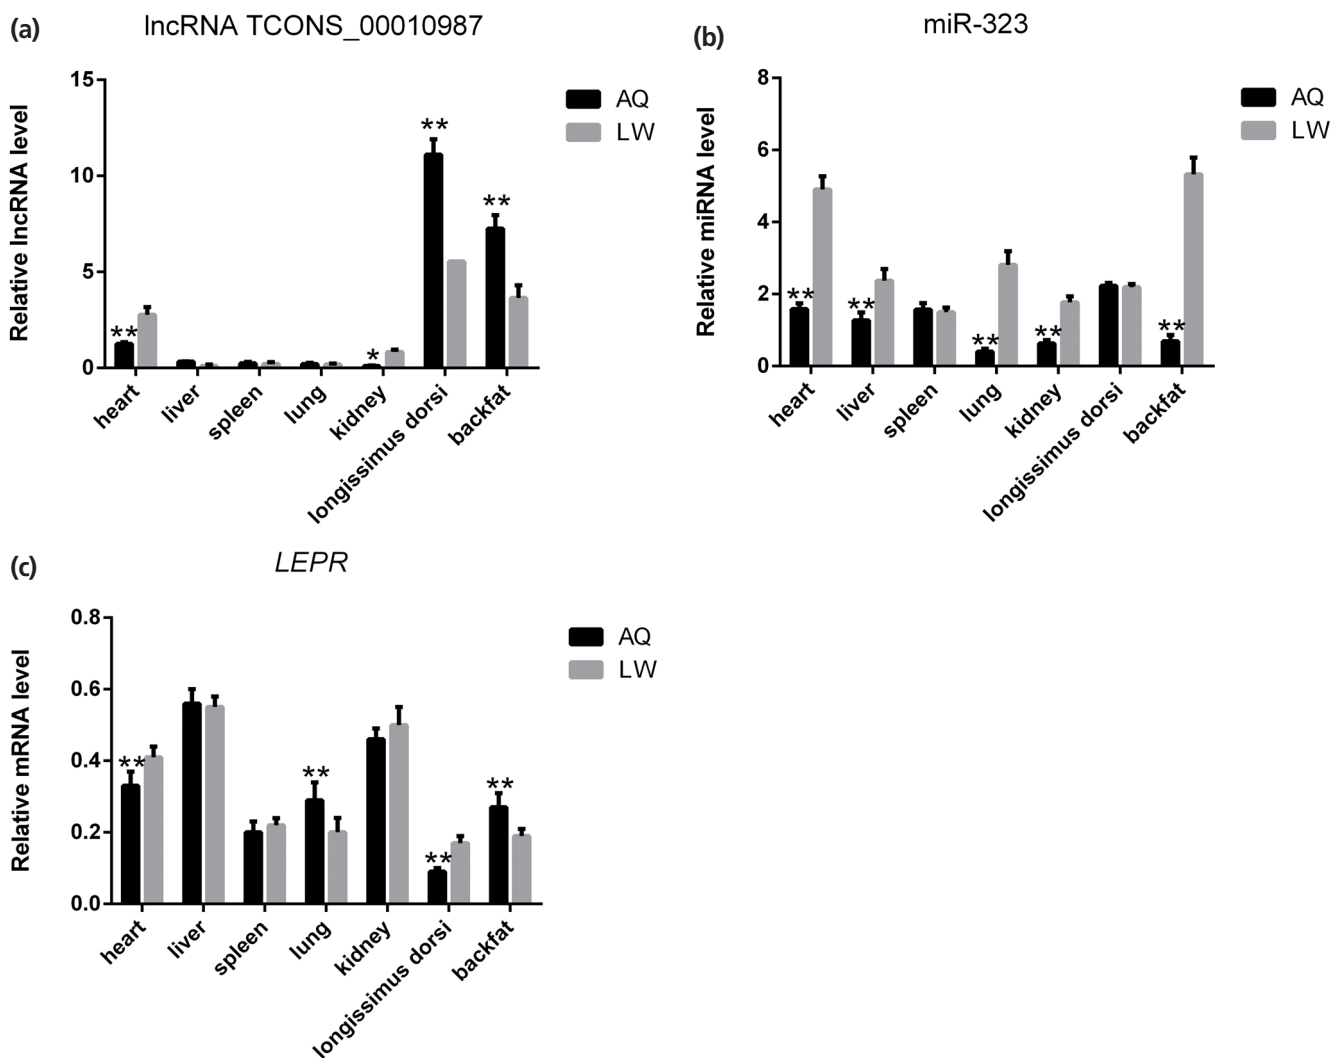 (a)
lncRNA TCONS_00010987
Relative lncRNA level
15
10
5
0
**
*
**
**
heart
liver
spleen
lung
kidney
longissimus dorsi
backfat
AQ
LW
(b)
miR-323
Relative miRNA level
8
6
4
2
0
**
**
**
**
**
heart
liver
spleen
lung
kidney
longissimus dorsi
backfat
AQ
LW
(c)
LEPR
Relative mRNA level
0.8
0.6
0.4
0.2
0.0
**
**
**
**
heart
liver
spleen
lung
kidney
longissimus dorsi
backfat
AQ
LW